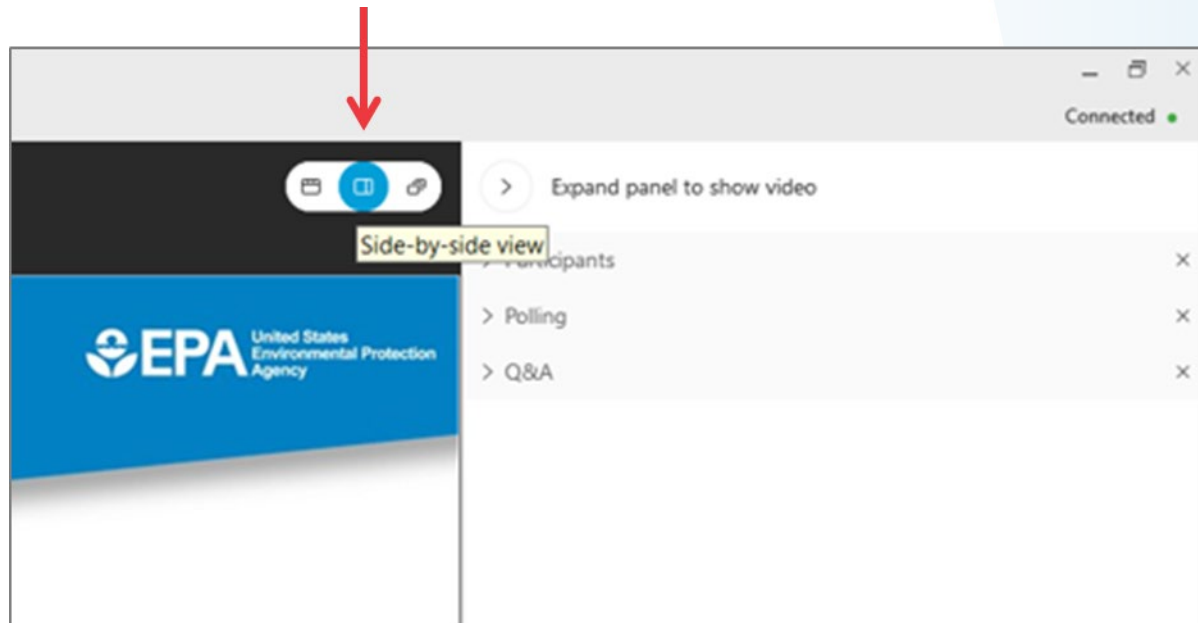 Connected
Expand panel to show video
Side-by-side view
Participants
Polling
EPA
United States
Environmental Protection
Agency
Q&A